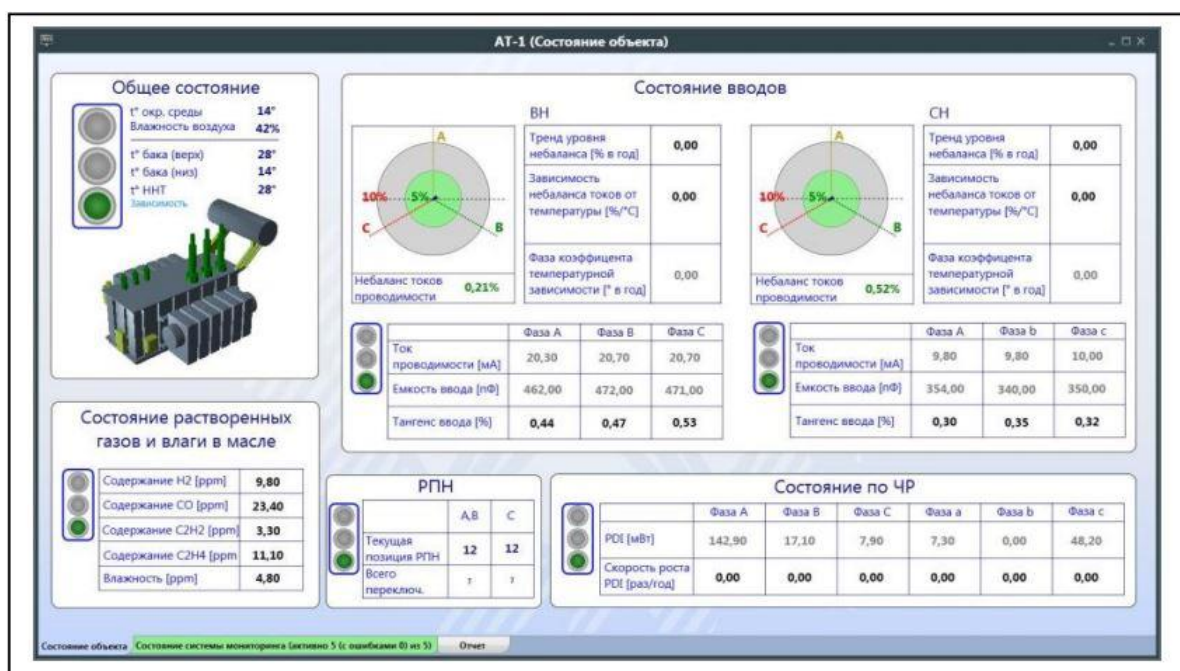 АТ-1 (Состояние объекта)
Общее состояние
t° окр. среды 14°
Влажность воздуха 42%
t° бака (верх) 28°
t° бака (низ) 14°
t° ННТ 28°
Зависимость
Состояние вводов
ВН
A
10% 5%
C B
Небаланс токов проводимости 0,21%
Тренд уровня небаланса [% в год] 0,00
Зависимость небаланса токов от температуры [%/°C] 0,00
Фаза коэффицента температурной зависимости [° в год] 0,00
СН
A
10% 5%
C B
Небаланс токов проводимости 0,52%
Тренд уровня небаланса [% в год] 0,00
Зависимость небаланса токов от температуры [%/°C] 0,00
Фаза коэффицента температурной зависимости [° в год] 0,00
Фаза A Фаза B Фаза C
Ток проводимости [мА] 20,30 20,70 20,70
Емкость ввода [пФ] 462,00 472,00 471,00
Тангенс ввода [%] 0,44 0,47 0,53
Фаза A Фаза b Фаза c
Ток проводимости [мА] 9,80 9,80 10,00
Емкость ввода [пФ] 354,00 340,00 350,00
Тангенс ввода [%] 0,30 0,35 0,32
Состояние растворенных
газов и влаги в масле
Содержание H2 [ppm] 9,80
Содержание CO [ppm] 23,40
Содержание C2H2 [ppm] 3,30
Содержание C2H4 [ppm 11,10
Влажность [ppm] 4,80
РПН
A,B C
Текущая позиция РПН 12 12
Всего переключ.
Состояние по ЧР
Фаза A Фаза B Фаза C Фаза a Фаза b Фаза c
PDI [мВт] 142,90 17,10 7,90 7,30 0,00 48,20
Скорость роста PDI [раз/год] 0,00 0,00 0,00 0,00 0,00 0,00
Состояние объекта Состояние системы мониторинга (активно 5 (с ошибками 0) из 5) Отчет